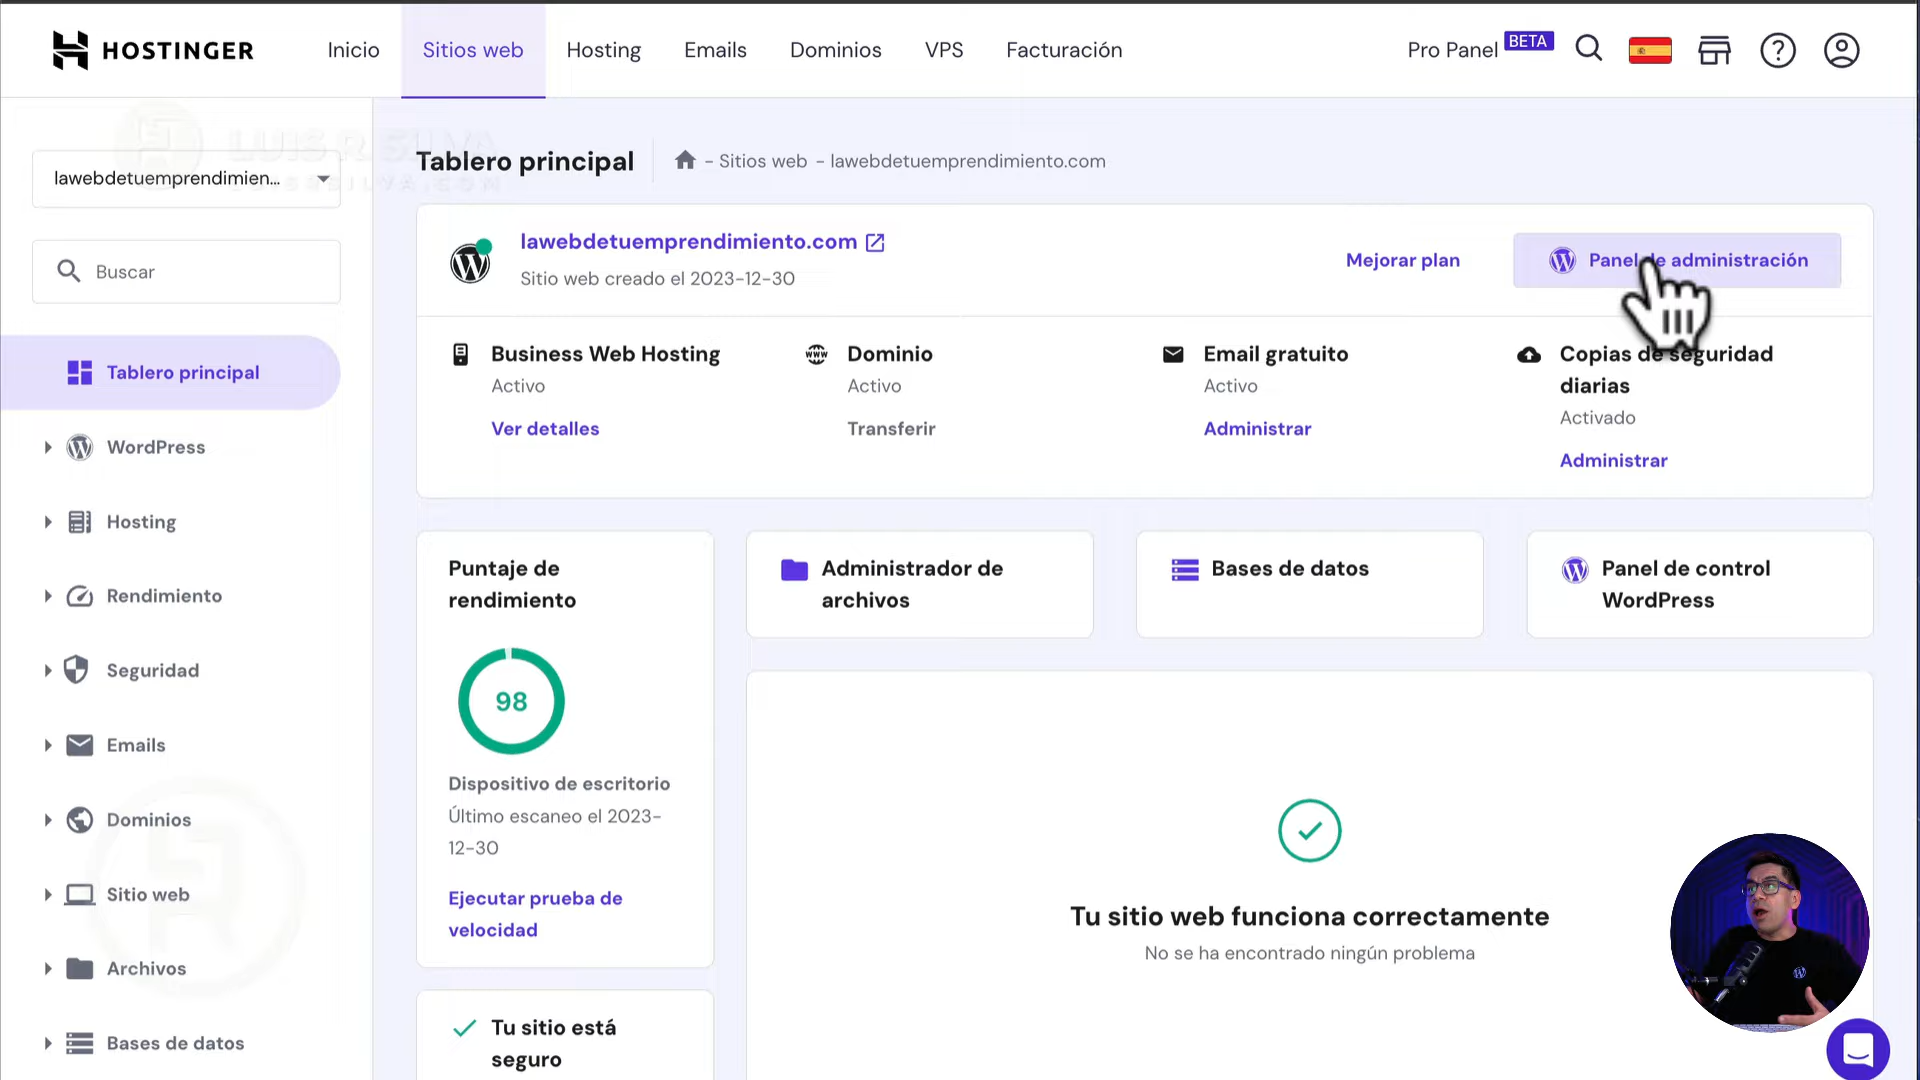 HOSTINGER
Inicio
Sitios web
Hosting
Emails
Dominios
VPS
Facturación
Pro Panel BETA
LUIS R SILVA
lawebdetuemprendimien...
Buscar
Tablero principal
WordPress
Hosting
Rendimiento
Seguridad
Emails
Dominios
Sitio web
Archivos
Bases de datos
Tablero principal
- Sitios web - lawebdetuemprendimiento.com
lawebdetuemprendimiento.com
Sitio web creado el 2023-12-30
Mejorar plan
Panel de administración
Business Web Hosting
Activo
Ver detalles
Dominio
Activo
Transferir
Email gratuito
Activo
Administrar
Copias de seguridad
diarias
Activado
Administrar
Puntaje de
rendimiento
98
Dispositivo de escritorio
Último escaneo el 2023-
12-30
Ejecutar prueba de
velocidad
Tu sitio está
seguro
Administrador de
archivos
Bases de datos
Panel de control
WordPress
Tu sitio web funciona correctamente
No se ha encontrado ningún problema